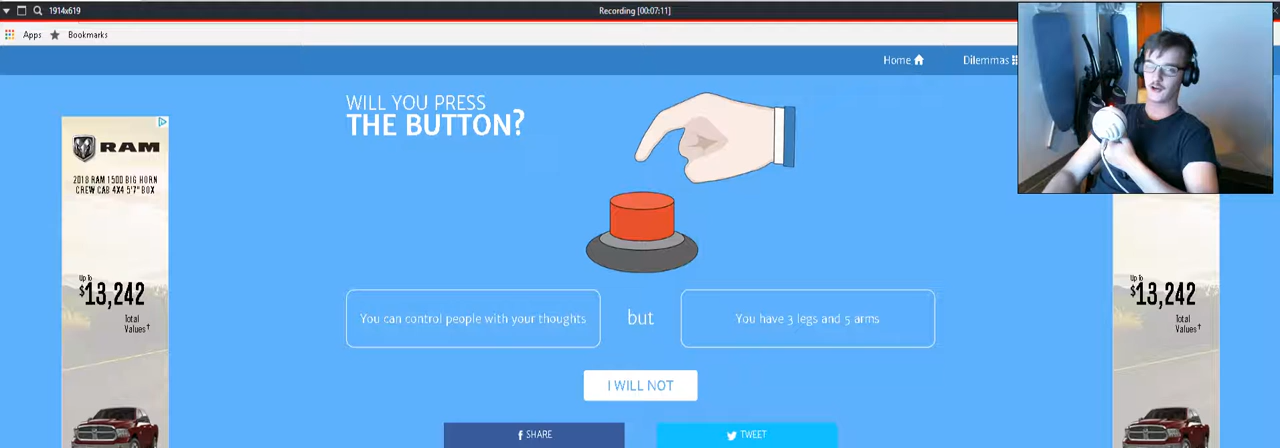 1914x619
Recording [00:07:11]
Apps
Bookmarks
Home
Dilemmas
WILL YOU PRESS
THE BUTTON?
RAM
2018 RAM 1500 BIG HORN
CREW CAB 4X4 5'7" BOX
Up To
$13,242
Total
Values†
You can control people with your thoughts
but
You have 3 legs and 5 arms
Up To
$13,242
Total
Values†
I WILL NOT
f SHARE
TWEET